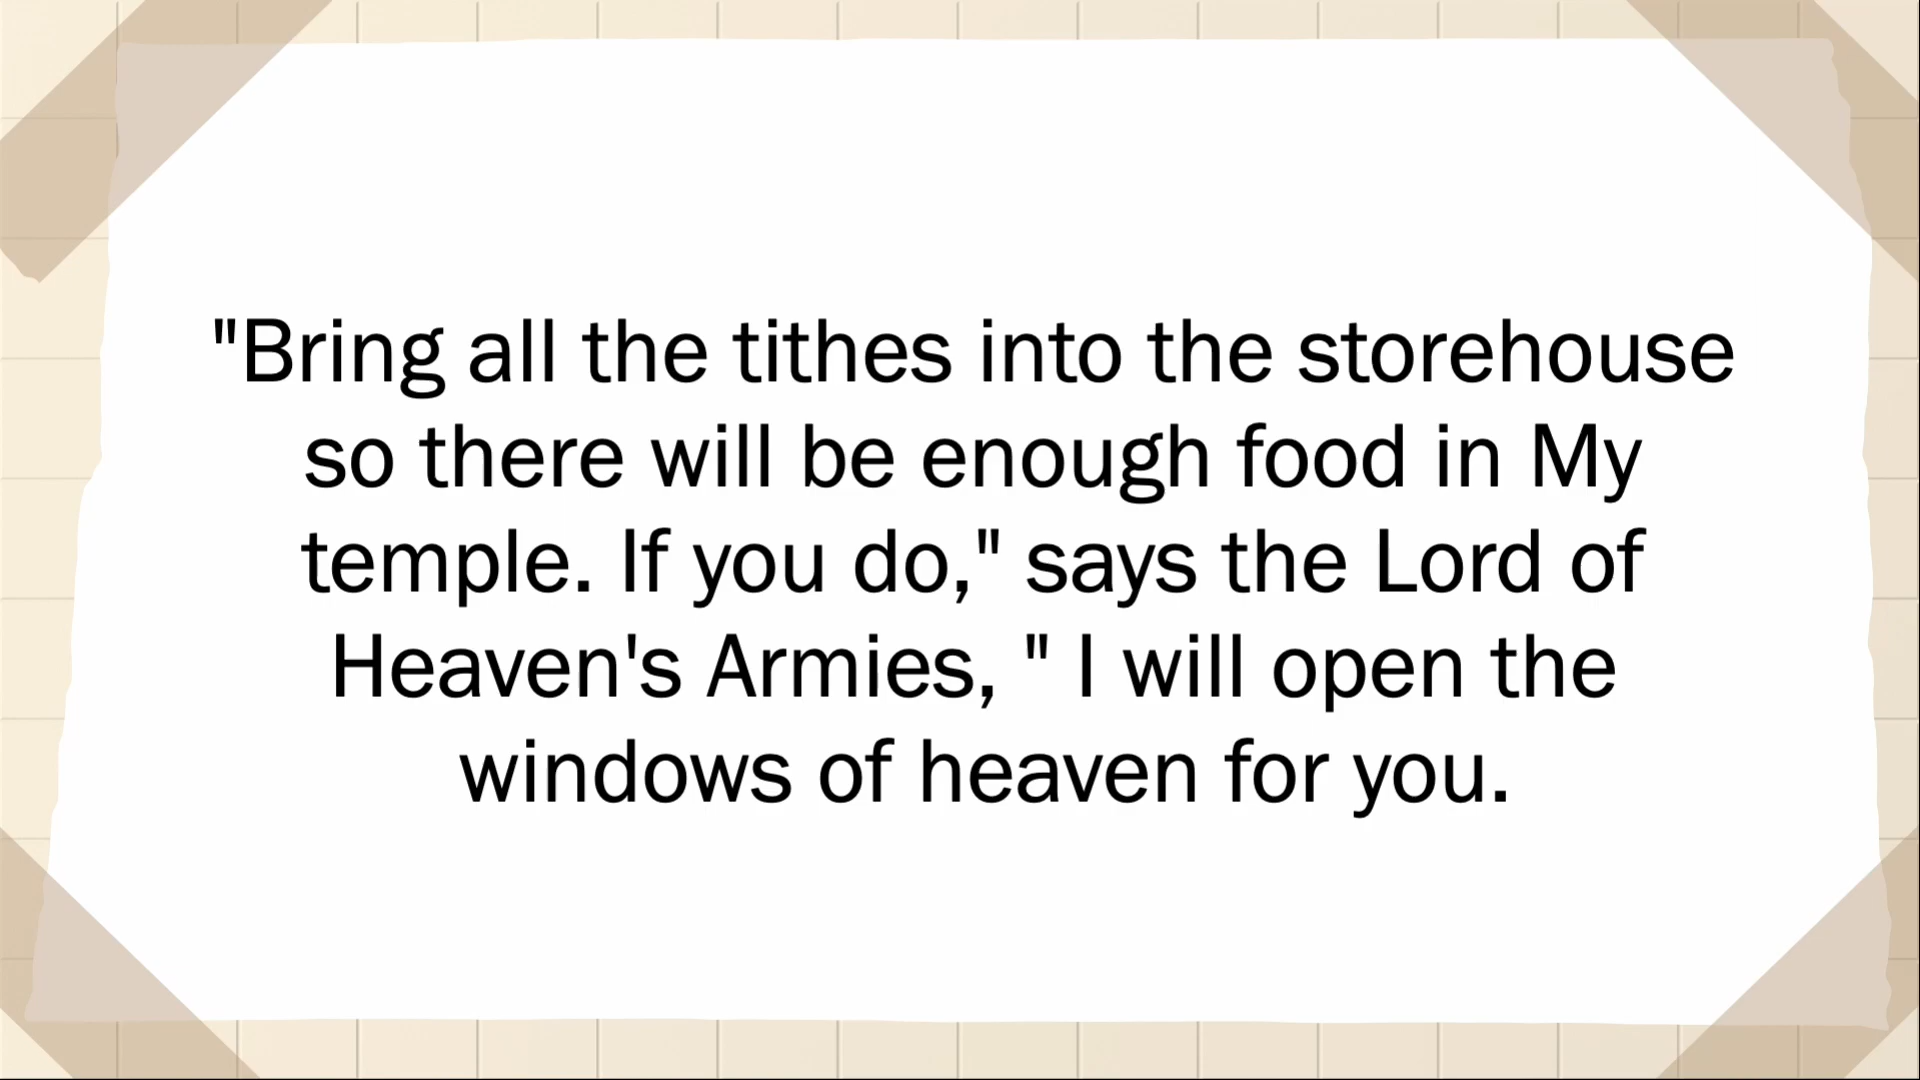 "Bring all the tithes into the storehouse
so there will be enough food in My
temple. If you do," says the Lord of
Heaven's Armies, " I will open the
windows of heaven for you.